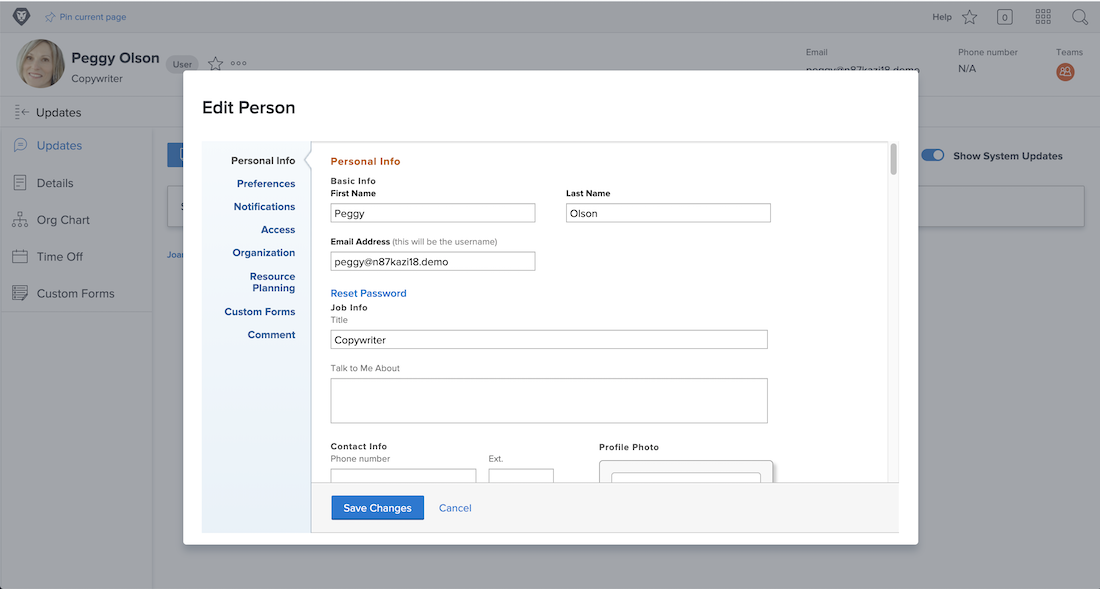 Pin current page
Help
0
Peggy Olson
User
Copywriter
Email
peggy@n87kazi18.demo
Phone number
N/A
Teams
Updates
Updates
Details
Org Chart
Time Off
Custom Forms
Show System Updates
Edit Person
Personal Info
Preferences
Notifications
Access
Organization
Resource
Planning
Custom Forms
Comment
Personal Info
Basic Info
First Name
Last Name
Peggy
Olson
Email Address (this will be the username)
peggy@n87kazi18.demo
Reset Password
Job Info
Title
Copywriter
Talk to Me About
Contact Info
Profile Photo
Phone number
Ext.
Save Changes
Cancel